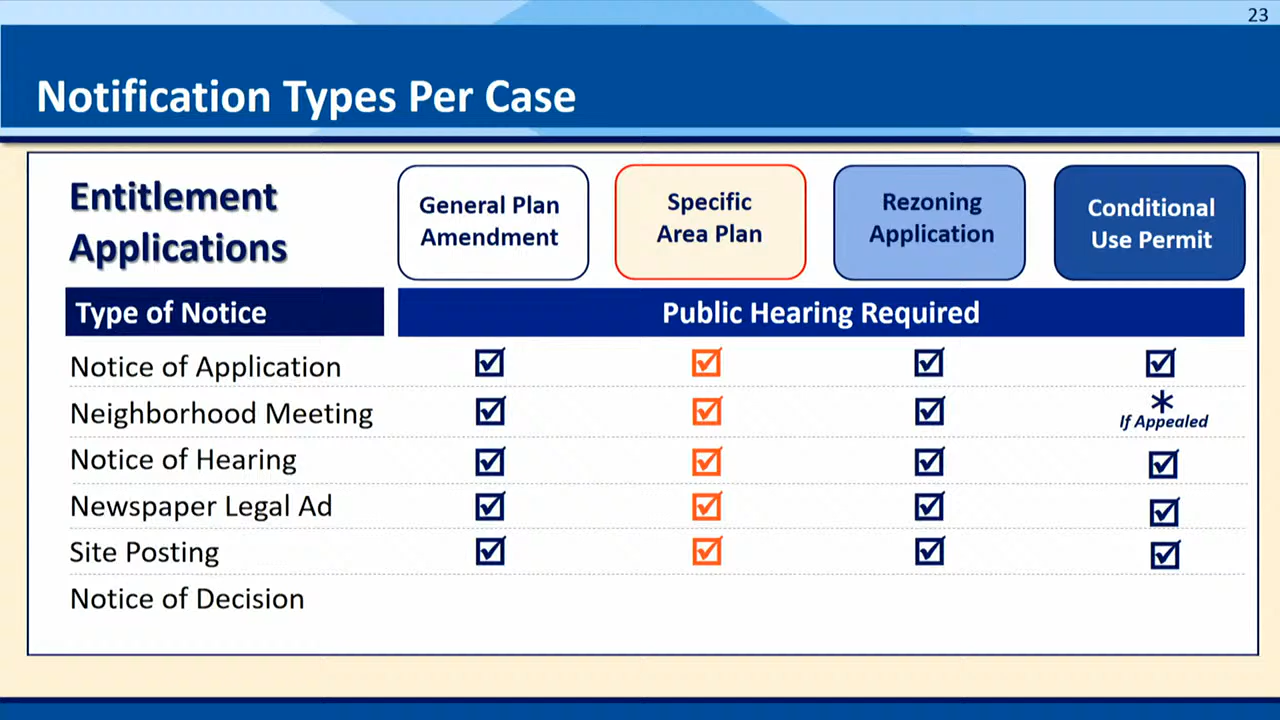 23
Notification Types Per Case
Entitlement
Applications
General Plan
Amendment
Specific
Area Plan
Rezoning
Application
Conditional
Use Permit
Type of Notice
Public Hearing Required
Notice of Application
Neighborhood Meeting
*
If Appealed
Notice of Hearing
Newspaper Legal Ad
Site Posting
Notice of Decision